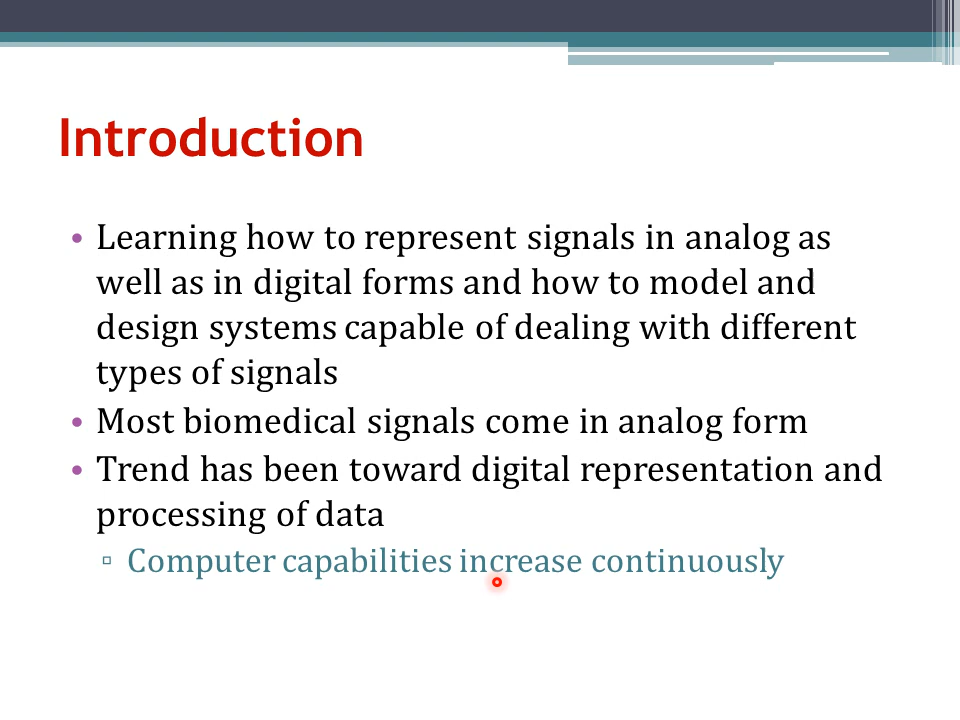 Introduction
• Learning how to represent signals in analog as
well as in digital forms and how to model and
design systems capable of dealing with different
types of signals
• Most biomedical signals come in analog form
• Trend has been toward digital representation and
processing of data
▫ Computer capabilities increase continuously